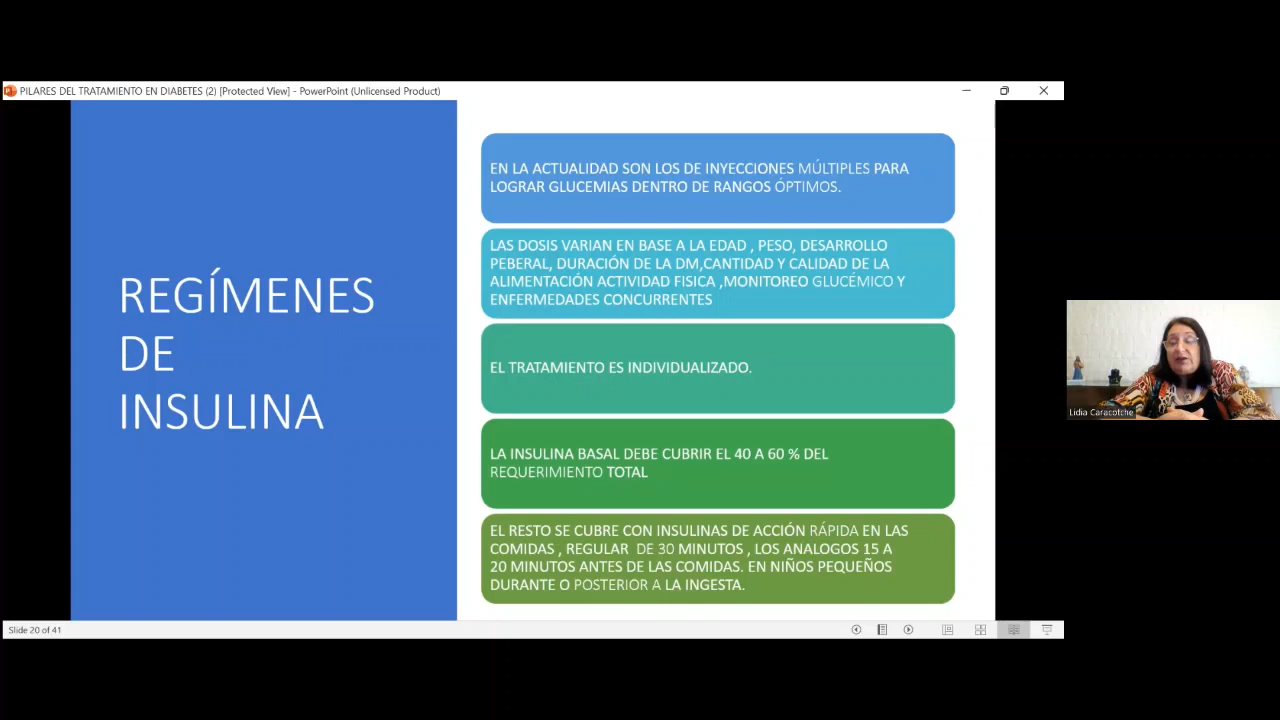 PILARES DEL TRATAMIENTO EN DIABETES (2) [Protected View] - PowerPoint (Unlicensed Product)
REGÍMENES
DE
INSULINA
EN LA ACTUALIDAD SON LOS DE INYECCIONES MÚLTIPLES PARA
LOGRAR GLUCEMIAS DENTRO DE RANGOS ÓPTIMOS.
LAS DOSIS VARIAN EN BASE A LA EDAD , PESO, DESARROLLO
PEBERAL, DURACIÓN DE LA DM,CANTIDAD Y CALIDAD DE LA
ALIMENTACIÓN ACTIVIDAD FISICA ,MONITOREO GLUCÉMICO Y
ENFERMEDADES CONCURRENTES
EL TRATAMIENTO ES INDIVIDUALIZADO.
LA INSULINA BASAL DEBE CUBRIR EL 40 A 60 % DEL
REQUERIMIENTO TOTAL
EL RESTO SE CUBRE CON INSULINAS DE ACCIÓN RÁPIDA EN LAS
COMIDAS , REGULAR DE 30 MINUTOS , LOS ANALOGOS 15 A
20 MINUTOS ANTES DE LAS COMIDAS. EN NIÑOS PEQUEÑOS
DURANTE O POSTERIOR A LA INGESTA.
Lidia Caracotche
Slide 20 of 41